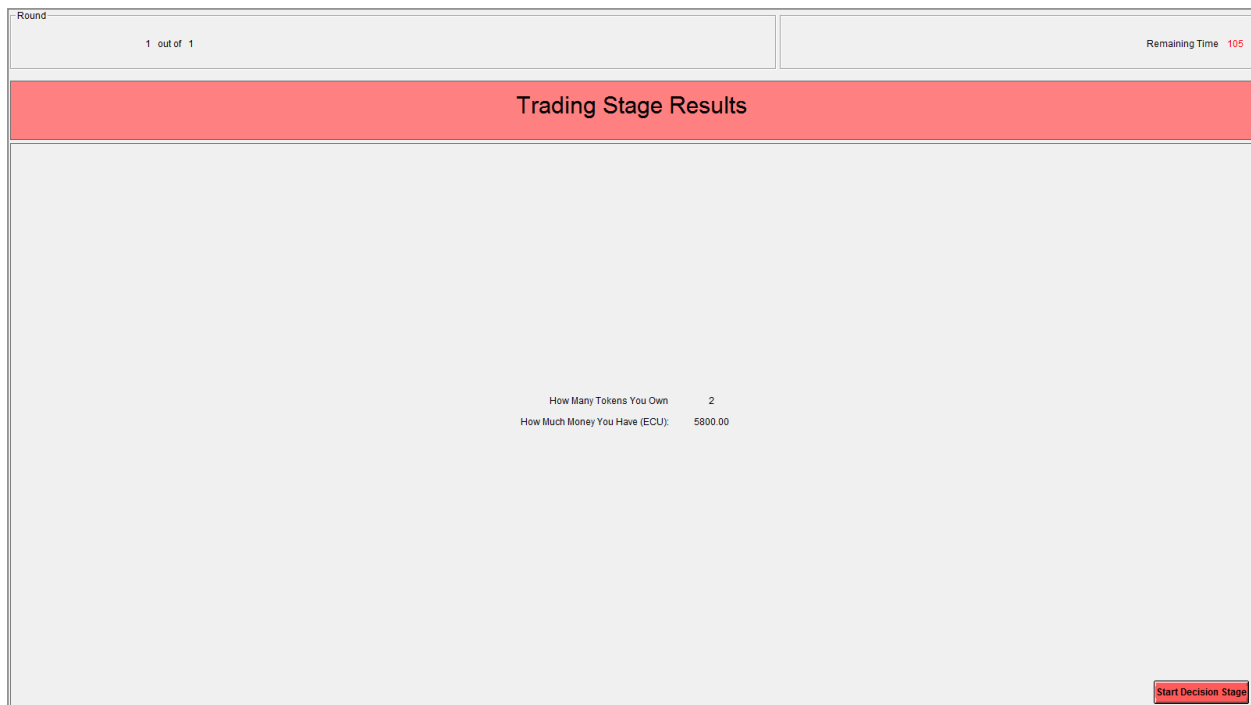 Round
1 out of 1
Remaining Time 105
Trading Stage Results
How Many Tokens You Own 2
How Much Money You Have (ECU): 5800.00
Start Decision Stage